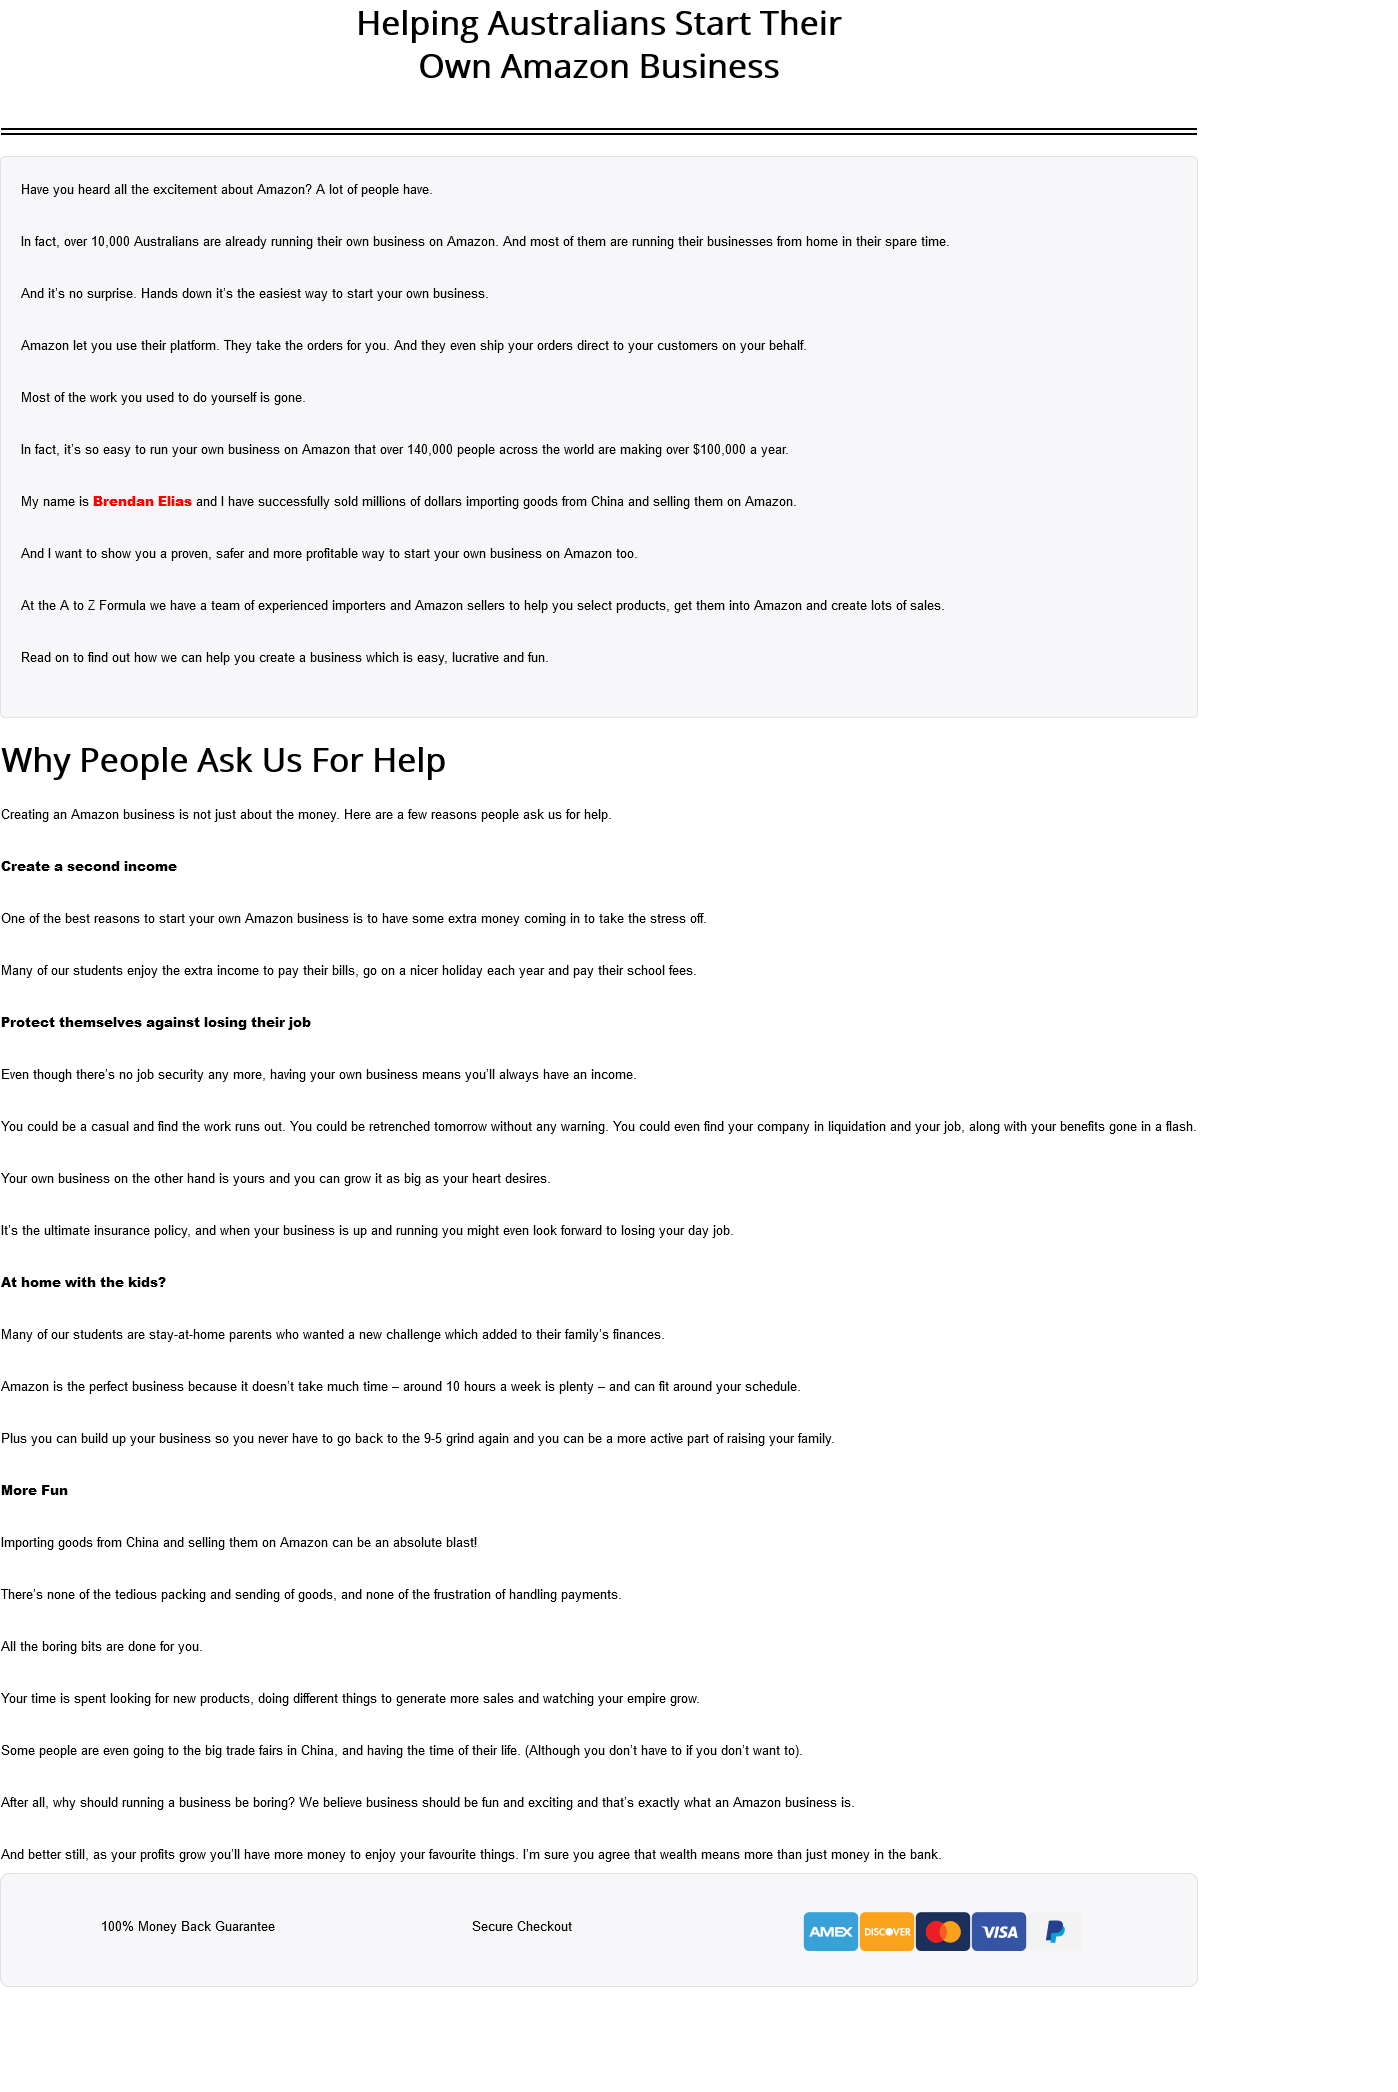 Helping Australians Start Their
Own Amazon Business
Have you heard all the excitement about Amazon? A lot of people have.
In fact, over 10,000 Australians are already running their own business on Amazon. And most of them are running their businesses from home in their spare time.
And it’s no surprise. Hands down it’s the easiest way to start your own business.
Amazon let you use their platform. They take the orders for you. And they even ship your orders direct to your customers on your behalf.
Most of the work you used to do yourself is gone.
In fact, it’s so easy to run your own business on Amazon that over 140,000 people across the world are making over $100,000 a year.
My name is Brendan Elias and I have successfully sold millions of dollars importing goods from China and selling them on Amazon.
And I want to show you a proven, safer and more profitable way to start your own business on Amazon too.
At the A to Z Formula we have a team of experienced importers and Amazon sellers to help you select products, get them into Amazon and create lots of sales.
Read on to find out how we can help you create a business which is easy, lucrative and fun.
Why People Ask Us For Help
Creating an Amazon business is not just about the money. Here are a few reasons people ask us for help.
Create a second income
One of the best reasons to start your own Amazon business is to have some extra money coming in to take the stress off.
Many of our students enjoy the extra income to pay their bills, go on a nicer holiday each year and pay their school fees.
Protect themselves against losing their job
Even though there’s no job security any more, having your own business means you’ll always have an income.
You could be a casual and find the work runs out. You could be retrenched tomorrow without any warning. You could even find your company in liquidation and your job, along with your benefits gone in a flash.
Your own business on the other hand is yours and you can grow it as big as your heart desires.
It’s the ultimate insurance policy, and when your business is up and running you might even look forward to losing your day job.
At home with the kids?
Many of our students are stay-at-home parents who wanted a new challenge which added to their family’s finances.
Amazon is the perfect business because it doesn’t take much time – around 10 hours a week is plenty – and can fit around your schedule.
Plus you can build up your business so you never have to go back to the 9-5 grind again and you can be a more active part of raising your family.
More Fun
Importing goods from China and selling them on Amazon can be an absolute blast!
There’s none of the tedious packing and sending of goods, and none of the frustration of handling payments.
All the boring bits are done for you.
Your time is spent looking for new products, doing different things to generate more sales and watching your empire grow.
Some people are even going to the big trade fairs in China, and having the time of their life. (Although you don’t have to if you don’t want to).
After all, why should running a business be boring? We believe business should be fun and exciting and that’s exactly what an Amazon business is.
And better still, as your profits grow you’ll have more money to enjoy your favourite things. I’m sure you agree that wealth means more than just money in the bank.
100% Money Back Guarantee
Secure Checkout
AMEX DISCOVER VISA